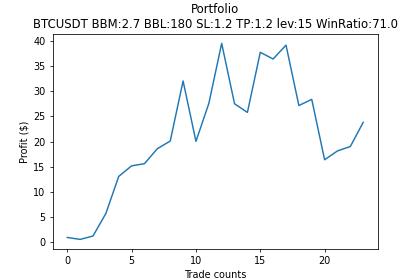 Portfolio
BTCUSDT BBM:2.7 BBL:180 SL:1.2 TP:1.2 lev:15 WinRatio:71.0
40
35
30
25
20
15
10
5
0
Profit ($)
0 5 10 15 20
Trade counts